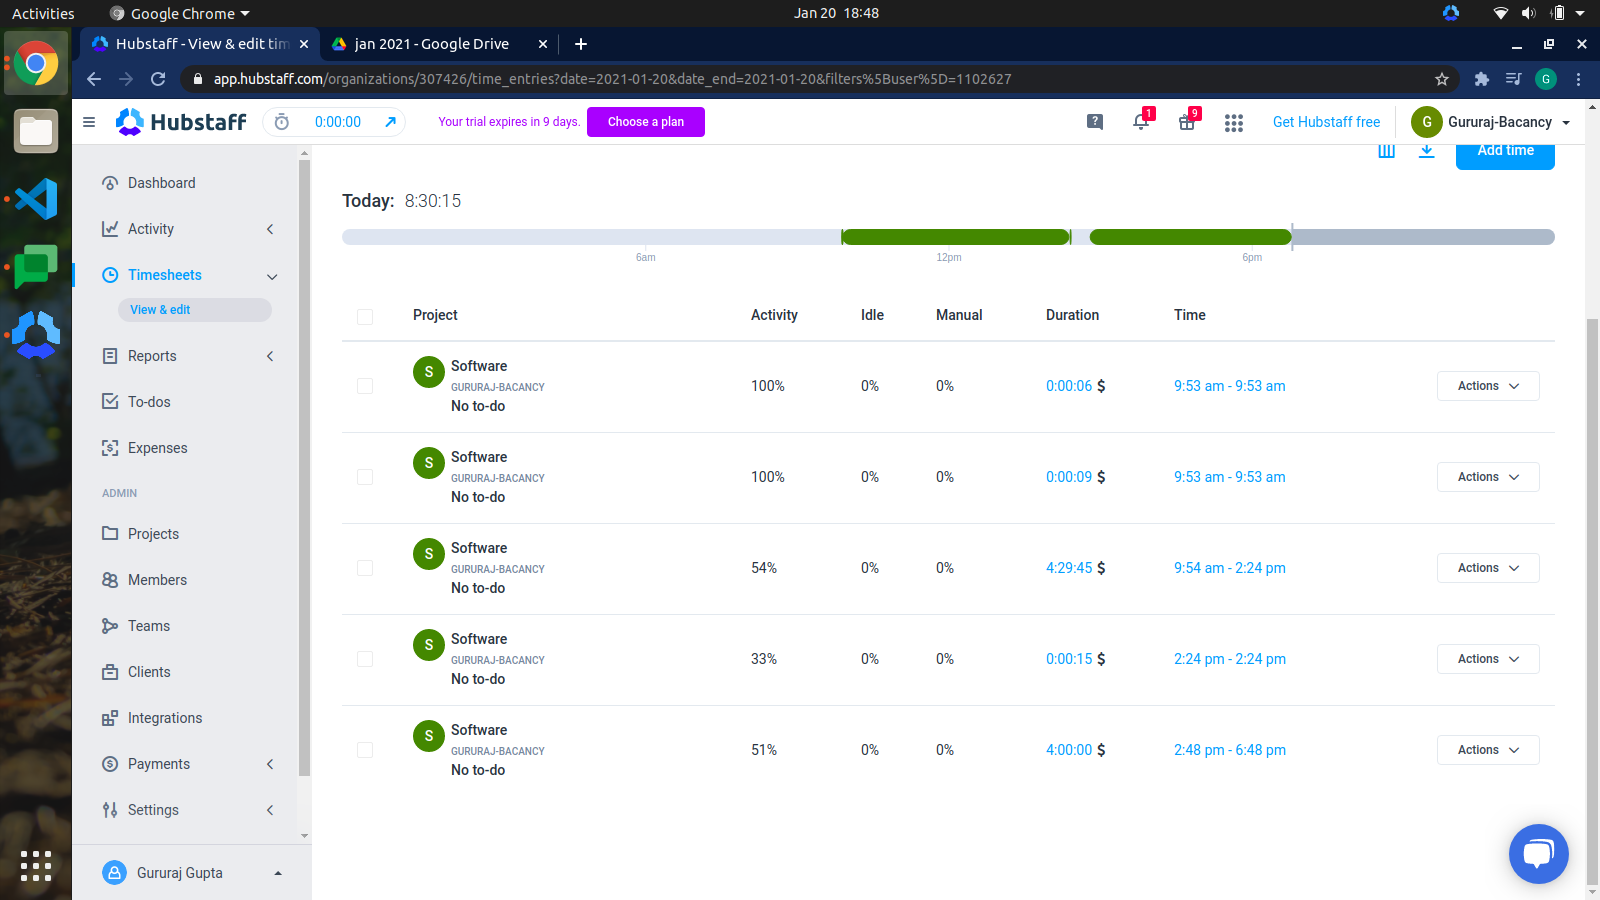 Activities
Google Chrome
Jan 20 18:48
Hubstaff - View & edit tim
jan 2021 - Google Drive
app.hubstaff.com/organizations/307426/time_entries?date=2021-01-20&date_end=2021-01-20&filters%5Buser%5D=1102627
G
Hubstaff
0:00:00
Your trial expires in 9 days.
Choose a plan
?
1
9
Get Hubstaff free
G
Gururaj-Bacancy
Add time
Dashboard
Activity
Timesheets
View & edit
Reports
To-dos
Expenses
ADMIN
Projects
Members
Teams
Clients
Integrations
Payments
Settings
Gururaj Gupta
Today: 8:30:15
6am 12pm 6pm
Project Activity Idle Manual Duration Time
S Software
GURURAJ-BACANCY
No to-do
100% 0% 0% 0:00:06 $ 9:53 am - 9:53 am Actions
S Software
GURURAJ-BACANCY
No to-do
100% 0% 0% 0:00:09 $ 9:53 am - 9:53 am Actions
S Software
GURURAJ-BACANCY
No to-do
54% 0% 0% 4:29:45 $ 9:54 am - 2:24 pm Actions
S Software
GURURAJ-BACANCY
No to-do
33% 0% 0% 0:00:15 $ 2:24 pm - 2:24 pm Actions
S Software
GURURAJ-BACANCY
No to-do
51% 0% 0% 4:00:00 $ 2:48 pm - 6:48 pm Actions